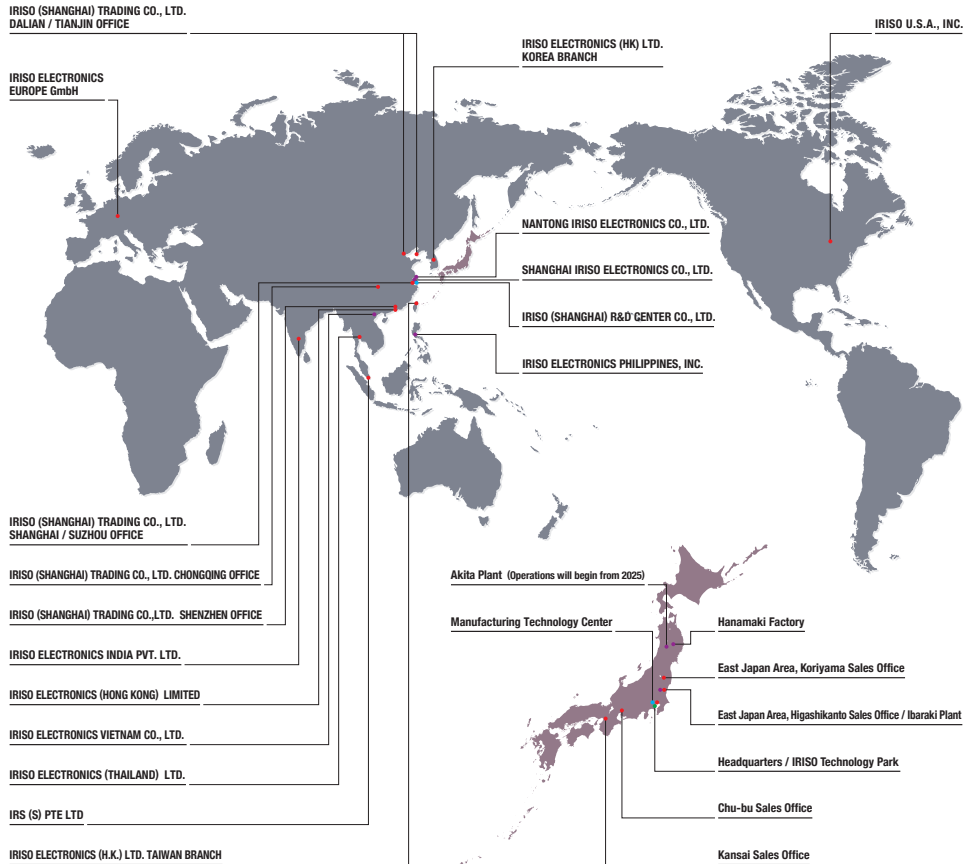 IRISO (SHANGHAI) TRADING CO., LTD.
DALIAN / TIANJIN OFFICE
IRISO U.S.A., INC.
IRISO ELECTRONICS (HK) LTD.
KOREA BRANCH
IRISO ELECTRONICS
EUROPE GmbH
NANTONG IRISO ELECTRONICS CO., LTD.
SHANGHAI IRISO ELECTRONICS CO., LTD.
IRISO (SHANGHAI) R&D CENTER CO., LTD.
IRISO ELECTRONICS PHILIPPINES, INC.
IRISO (SHANGHAI) TRADING CO., LTD.
SHANGHAI / SUZHOU OFFICE
IRISO (SHANGHAI) TRADING CO., LTD. CHONGQING OFFICE
IRISO (SHANGHAI) TRADING CO.,LTD. SHENZHEN OFFICE
IRISO ELECTRONICS INDIA PVT. LTD.
IRISO ELECTRONICS (HONG KONG) LIMITED
IRISO ELECTRONICS VIETNAM CO., LTD.
IRISO ELECTRONICS (THAILAND) LTD.
IRS (S) PTE LTD
IRISO ELECTRONICS (H.K.) LTD. TAIWAN BRANCH
Akita Plant (Operations will begin from 2025)
Manufacturing Technology Center
Hanamaki Factory
East Japan Area, Koriyama Sales Office
East Japan Area, Higashikanto Sales Office / Ibaraki Plant
Headquarters / IRISO Technology Park
Chu-bu Sales Office
Kansai Sales Office